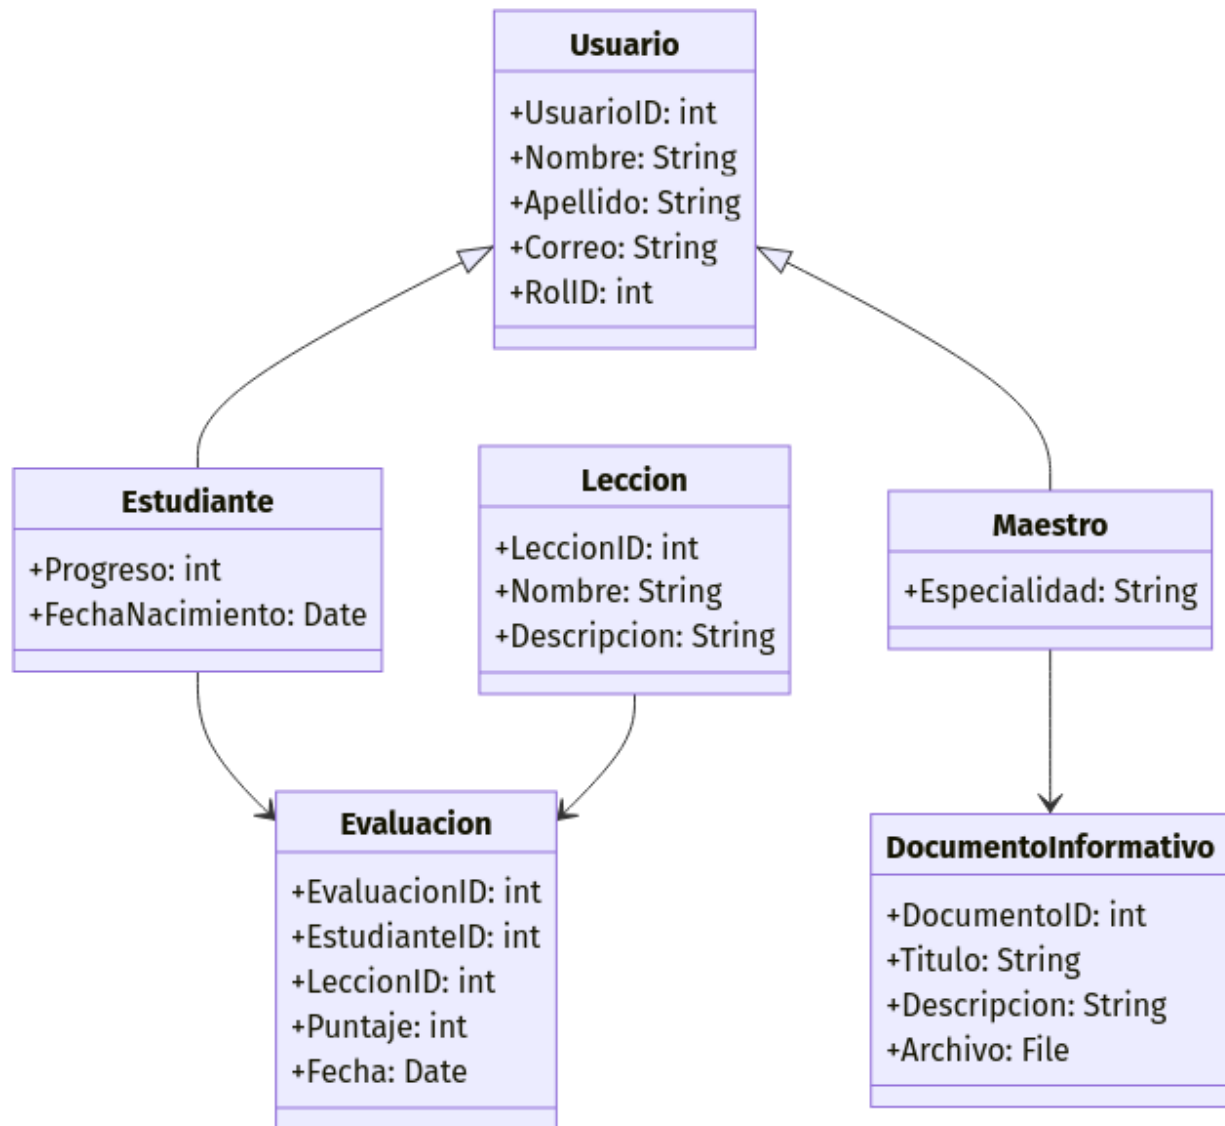 Usuario
+UsuarioID: int
+Nombre: String
+Apellido: String
+Correo: String
+RolID: int
Estudiante
+Progreso: int
+FechaNacimiento: Date
Leccion
+LeccionID: int
+Nombre: String
+Descripcion: String
Maestro
+Especialidad: String
Evaluacion
+EvaluacionID: int
+EstudianteID: int
+LeccionID: int
+Puntaje: int
+Fecha: Date
DocumentoInformativo
+DocumentoID: int
+Titulo: String
+Descripcion: String
+Archivo: File